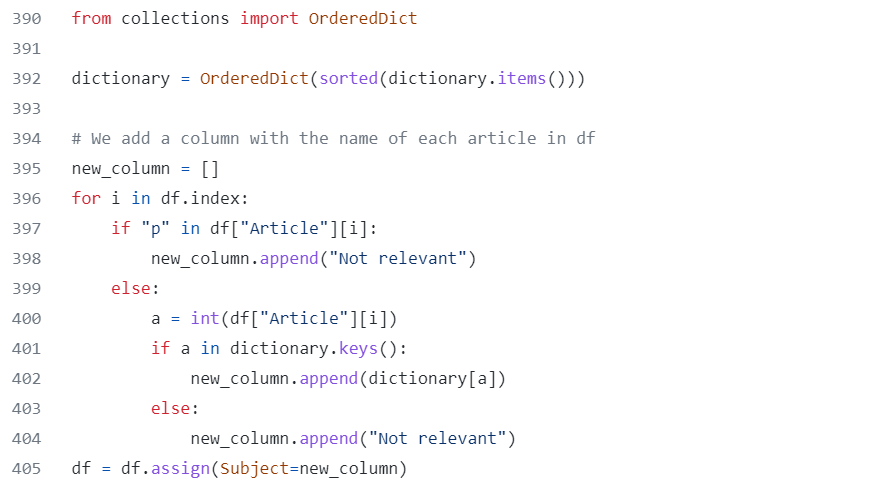 390 from collections import OrderedDict
391
392 dictionary = OrderedDict(sorted(dictionary.items()))
393
394 # We add a column with the name of each article in df
395 new_column = []
396 for i in df.index:
397     if "p" in df["Article"][i]:
398         new_column.append("Not relevant")
399     else:
400         a = int(df["Article"][i])
401         if a in dictionary.keys():
402             new_column.append(dictionary[a])
403         else:
404             new_column.append("Not relevant")
405 df = df.assign(Subject=new_column)